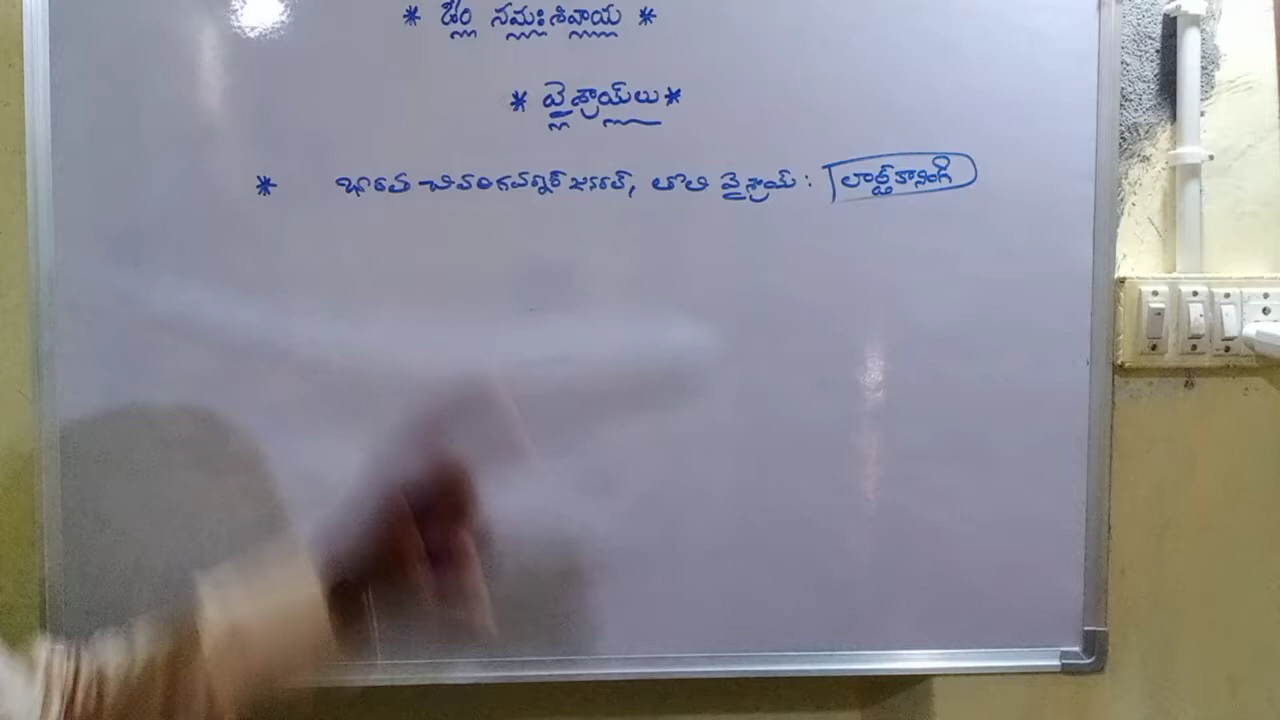 * ఓం నమః శివాయ *
* వైశ్రాయ్‌లు *
* భారత చివరి గవర్నర్ జనరల్, తొలి వైశ్రాయ్ : లార్డ్ కానింగ్